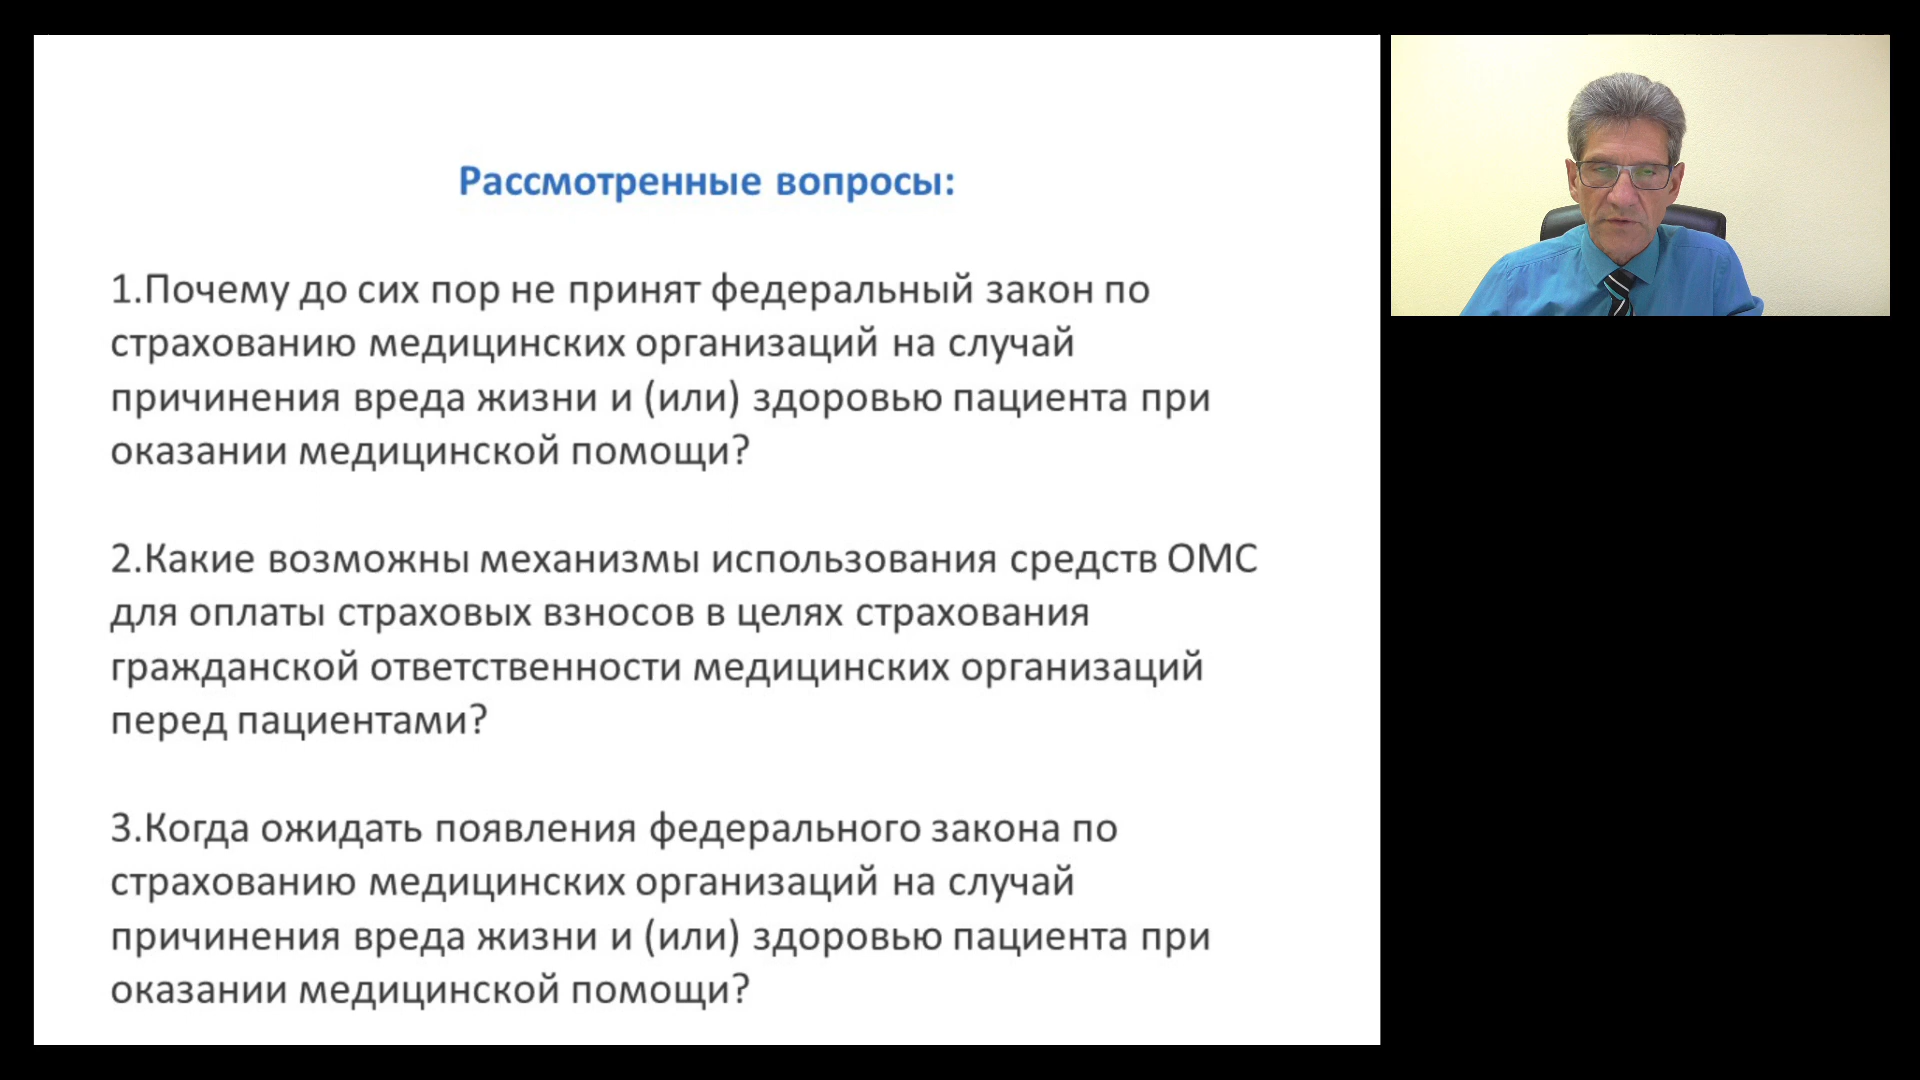 Рассмотренные вопросы:
1.Почему до сих пор не принят федеральный закон по
страхованию медицинских организаций на случай
причинения вреда жизни и (или) здоровью пациента при
оказании медицинской помощи?
2.Какие возможны механизмы использования средств ОМС
для оплаты страховых взносов в целях страхования
гражданской ответственности медицинских организаций
перед пациентами?
3.Когда ожидать появления федерального закона по
страхованию медицинских организаций на случай
причинения вреда жизни и (или) здоровью пациента при
оказании медицинской помощи?